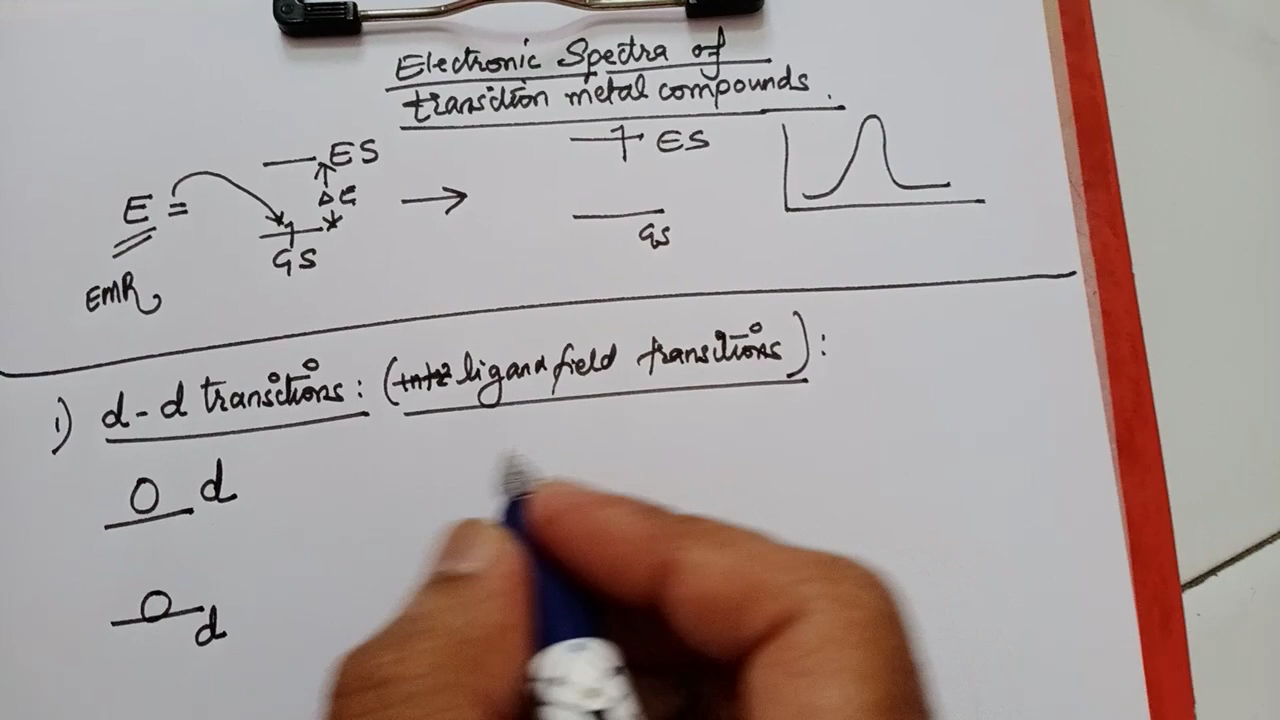 Electronic Spectra of
transition metal compounds.
ES
ES
E =
ΔE
GS
GS
EMR
1) d-d transitions: (ligand field transitions):
d
d